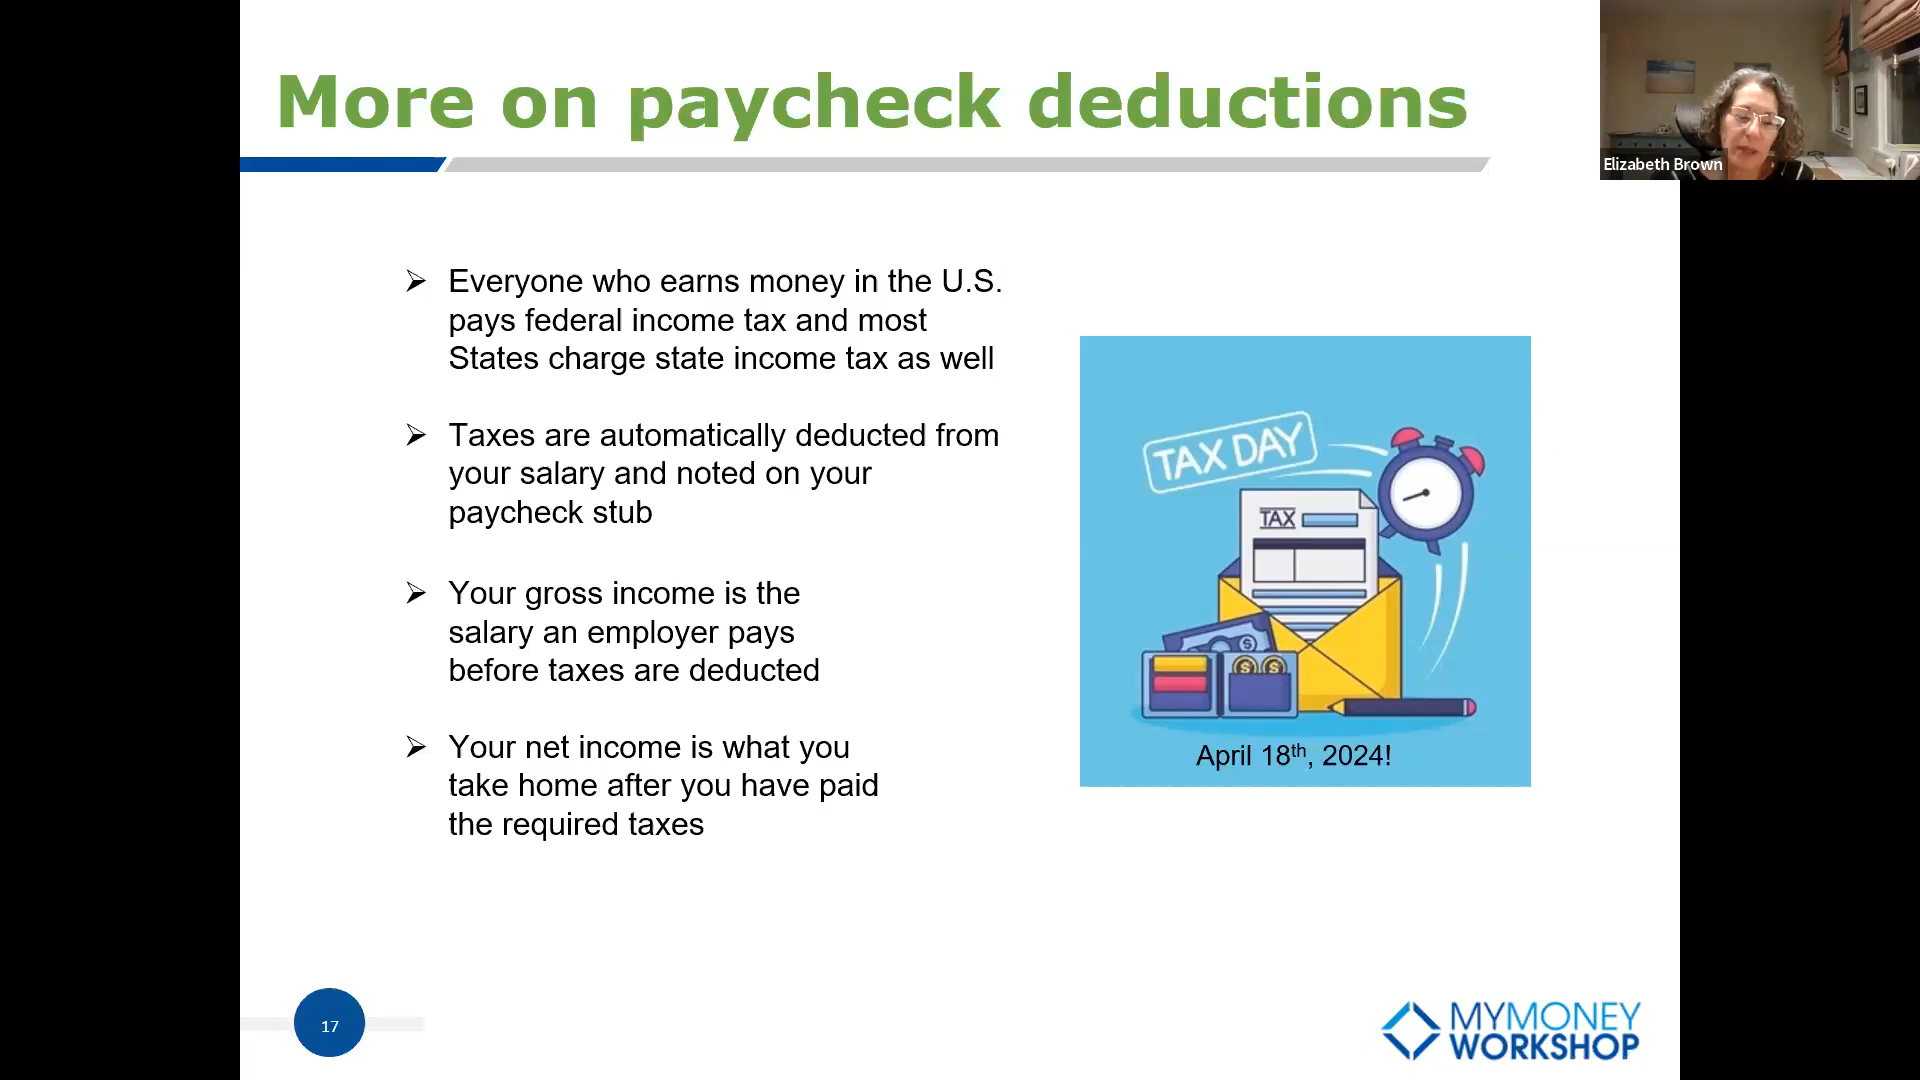 More on paycheck deductions
Elizabeth Brown
Everyone who earns money in the U.S.
pays federal income tax and most
States charge state income tax as well
Taxes are automatically deducted from
your salary and noted on your
paycheck stub
Your gross income is the
salary an employer pays
before taxes are deducted
Your net income is what you
take home after you have paid
the required taxes
TAX DAY
TAX
$
$ $
April 18th, 2024!
17
MYMONEY
WORKSHOP